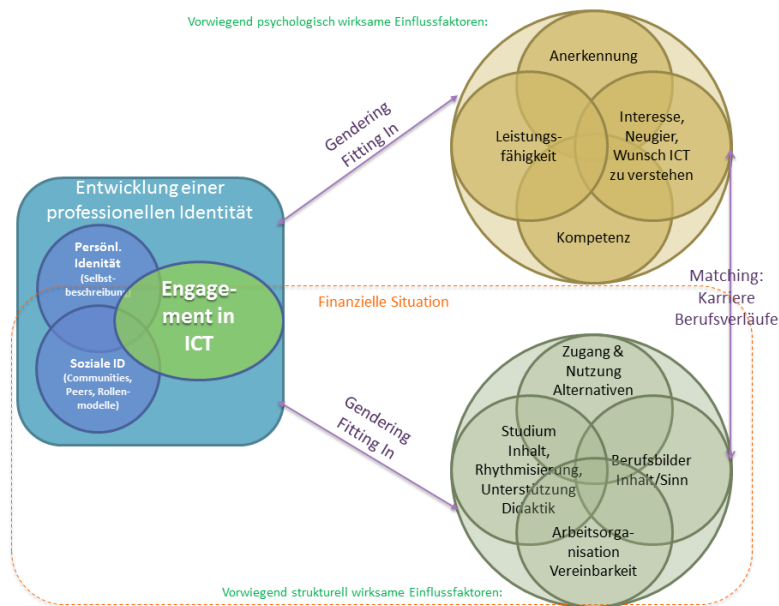 Vorwiegend psychologisch wirksame Einflussfaktoren:
Anerkennung
Leistungs-
fähigkeit
Interesse,
Neugier,
Wunsch ICT
zu verstehen
Kompetenz
Gendering
Fitting In
Entwicklung einer
professionellen Identität
Persönl.
Idenität
(Selbst-
beschreibung)
Engage-
ment in
ICT
Soziale ID
(Communities,
Peers, Rollen-
modelle)
Finanzielle Situation
Matching:
Karriere
Berufsverläufe
Gendering
Fitting In
Zugang &
Nutzung
Alternativen
Studium
Inhalt,
Rhythmisierung,
Unterstützung
Didaktik
Berufsbilder
Inhalt/Sinn
Arbeitsorga-
nisation
Vereinbarkeit
Vorwiegend strukturell wirksame Einflussfaktoren: